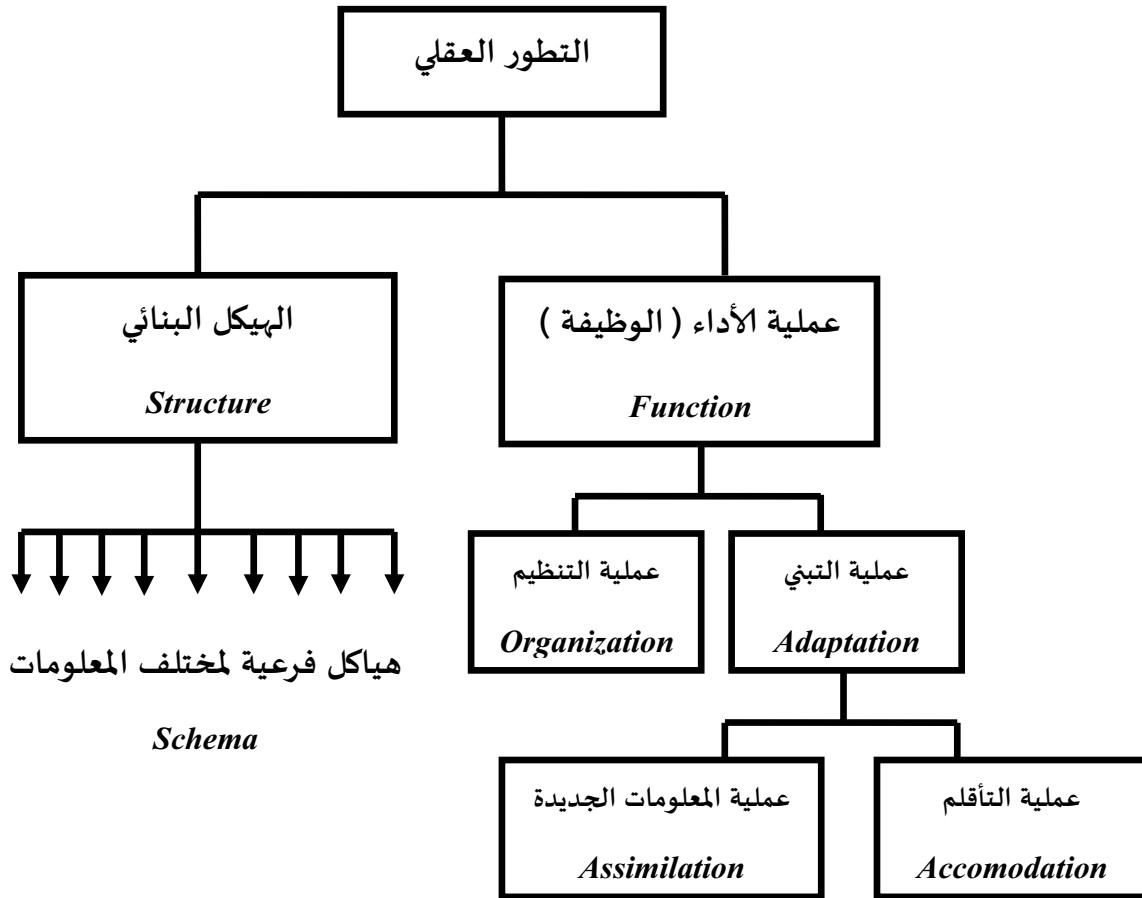 التطور العقلي
عملية الأداء ( الوظيفة )
Function
الهيكل البنائي
Structure
عملية التبني
Adaptation
عملية التنظيم
Organization
هياكل فرعية لمختلف المعلومات
Schema
عملية التأقلم
Accomodation
عملية المعلومات الجديدة
Assimilation